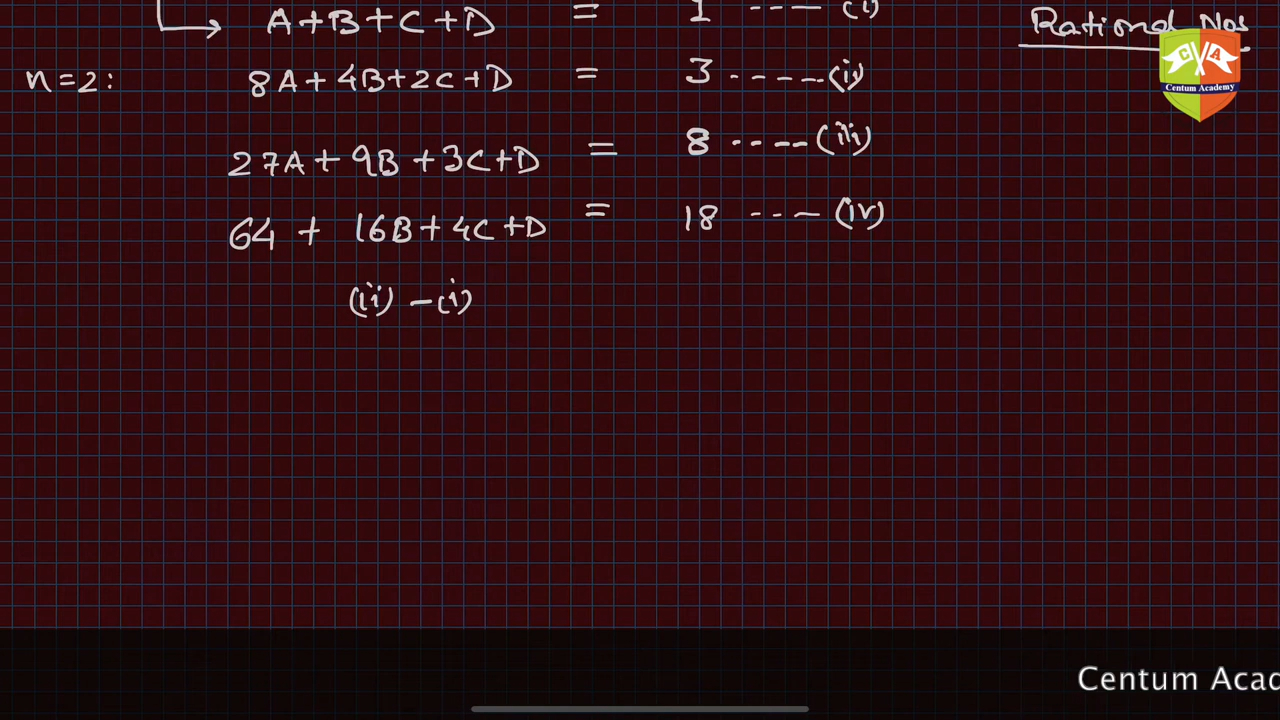 A+B+C+D = 1 ---- (i)
Rational Nos
n=2: 8A+4B+2C+D = 3 -----(ii)
C A
Centum Academy
27A+9B+3C+D = 8 ----(iii)
64 + 16B+4C+D = 18 --- (iv)
(ii) -(i)
Centum Acad